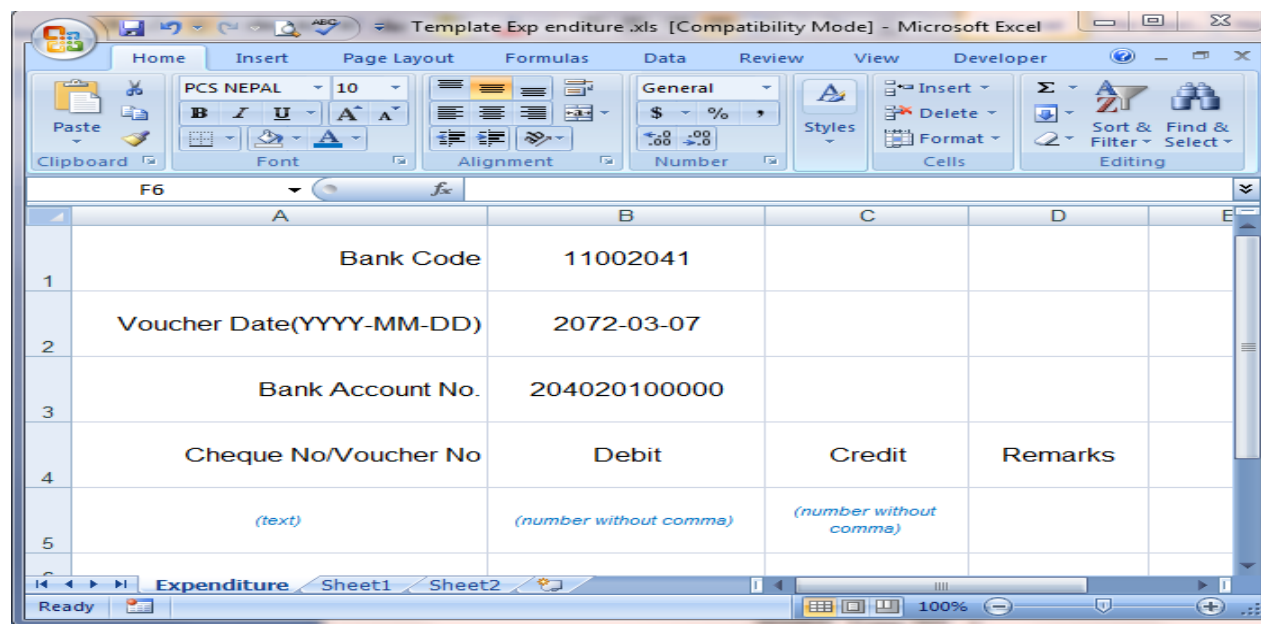 Template Exp enditure .xls [Compatibility Mode] - Microsoft Excel
Home Insert Page Layout Formulas Data Review View Developer
PCS NEPAL 10 General Insert Σ
Paste B I U A A $ % , Styles Delete Sort & Find &
A .00 .0 Format Filter Select
Clipboard Font Alignment Number Cells Editing
F6 fx
A B C D E
1 Bank Code 11002041
2 Voucher Date(YYYY-MM-DD) 2072-03-07
3 Bank Account No. 204020100000
4 Cheque No/Voucher No Debit Credit Remarks
5 (text) (number without comma) (number without
comma)
Expenditure Sheet1 Sheet2
Ready 100%